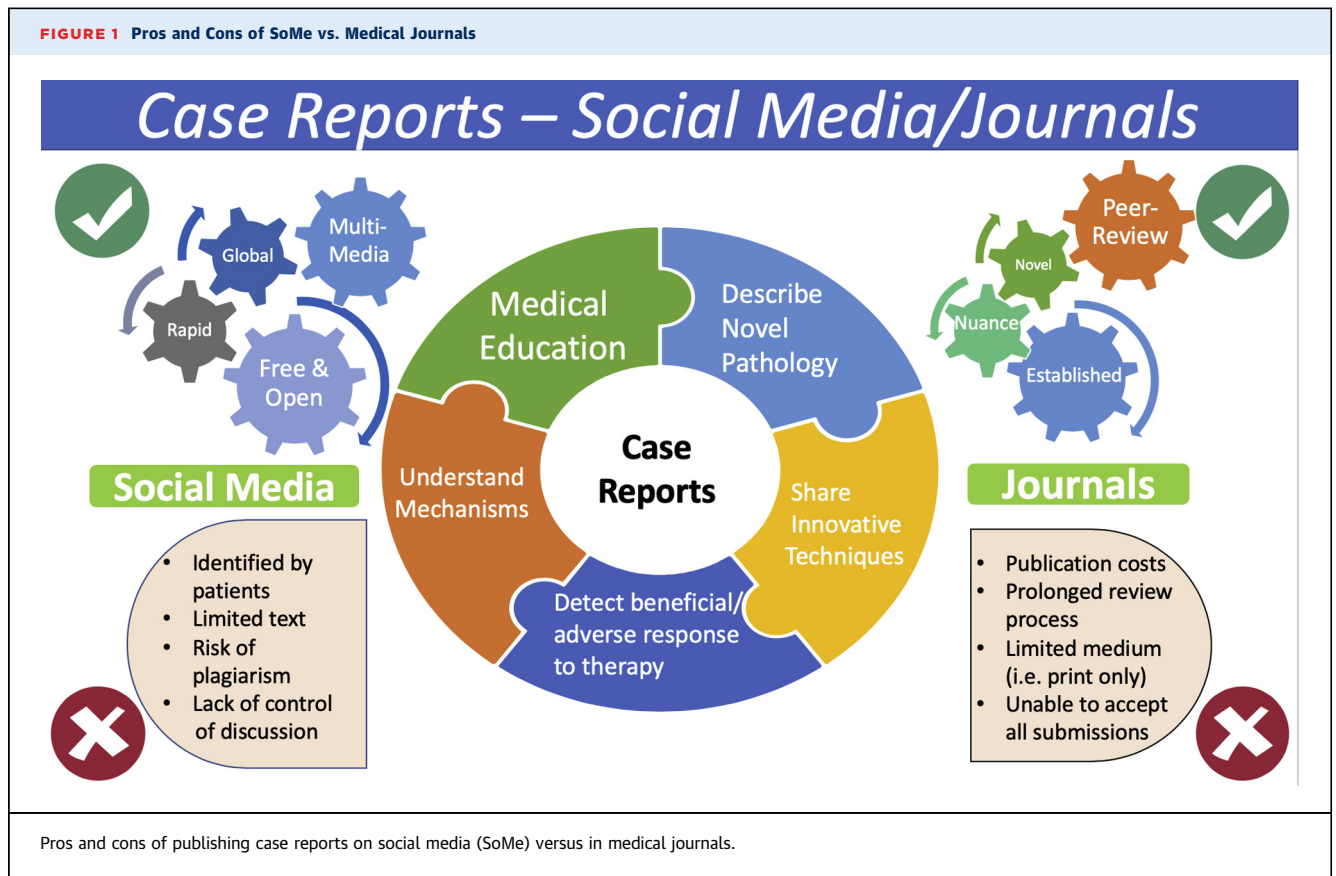 FIGURE 1 Pros and Cons of SoMe vs. Medical Journals
Case Reports – Social Media/Journals
Global
Multi-
Media
Rapid
Free &
Open
Social Media
• Identified by
patients
• Limited text
• Risk of
plagiarism
• Lack of control
of discussion
Medical
Education
Describe
Novel
Pathology
Understand
Mechanisms
Case
Reports
Share
Innovative
Techniques
Detect beneficial/
adverse response
to therapy
Peer-
Review
Novel
Nuance
Established
Journals
• Publication costs
• Prolonged review
process
• Limited medium
(i.e. print only)
• Unable to accept
all submissions
Pros and cons of publishing case reports on social media (SoMe) versus in medical journals.